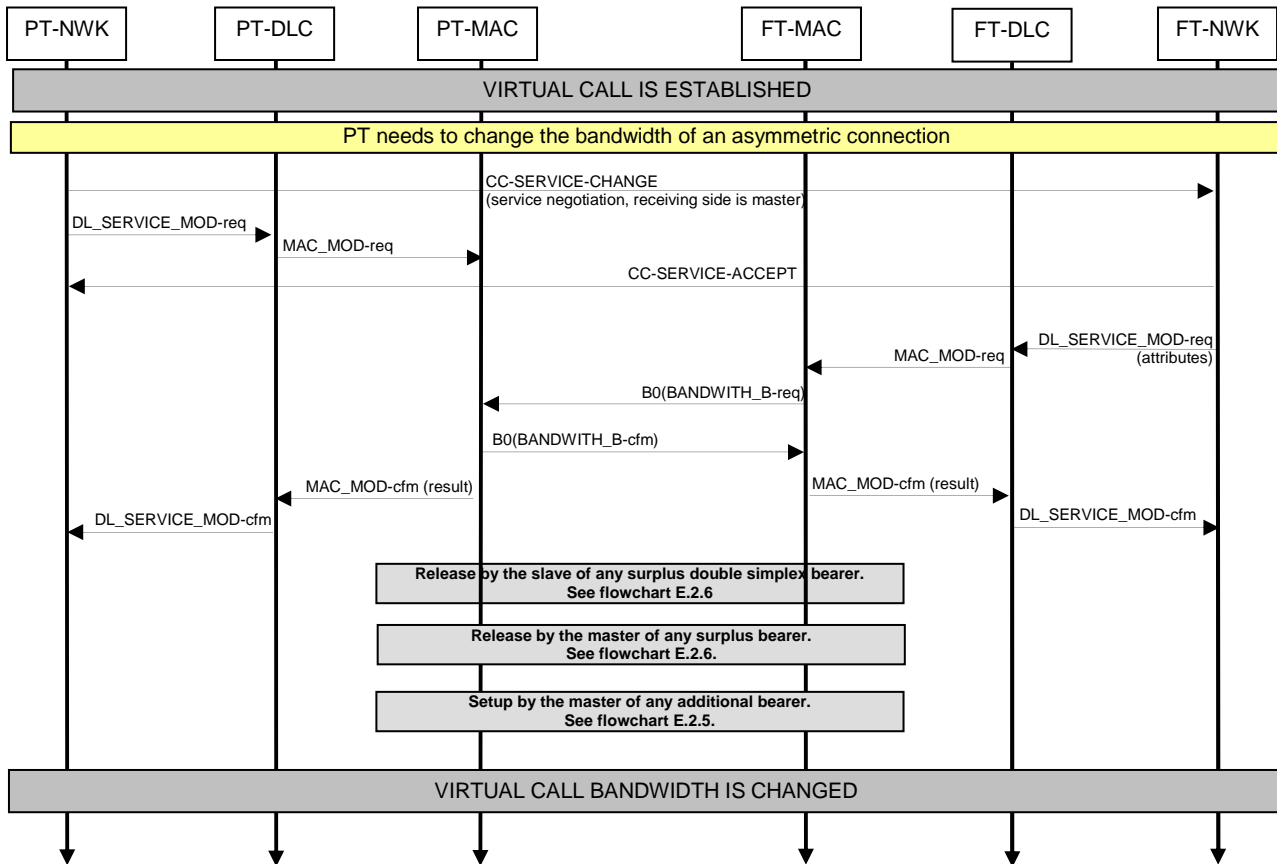 PT-NWK PT-DLC PT-MAC FT-MAC FT-DLC FT-NWK
VIRTUAL CALL IS ESTABLISHED
PT needs to change the bandwidth of an asymmetric connection
CC-SERVICE-CHANGE
(service negotiation, receiving side is master)
DL_SERVICE_MOD-req
MAC_MOD-req
CC-SERVICE-ACCEPT
DL_SERVICE_MOD-req
(attributes)
MAC_MOD-req
B0(BANDWITH_B-req)
B0(BANDWITH_B-cfm)
MAC_MOD-cfm (result)
MAC_MOD-cfm (result)
DL_SERVICE_MOD-cfm
DL_SERVICE_MOD-cfm
Release by the slave of any surplus double simplex bearer.
See flowchart E.2.6
Release by the master of any surplus bearer.
See flowchart E.2.6.
Setup by the master of any additional bearer.
See flowchart E.2.5.
VIRTUAL CALL BANDWIDTH IS CHANGED